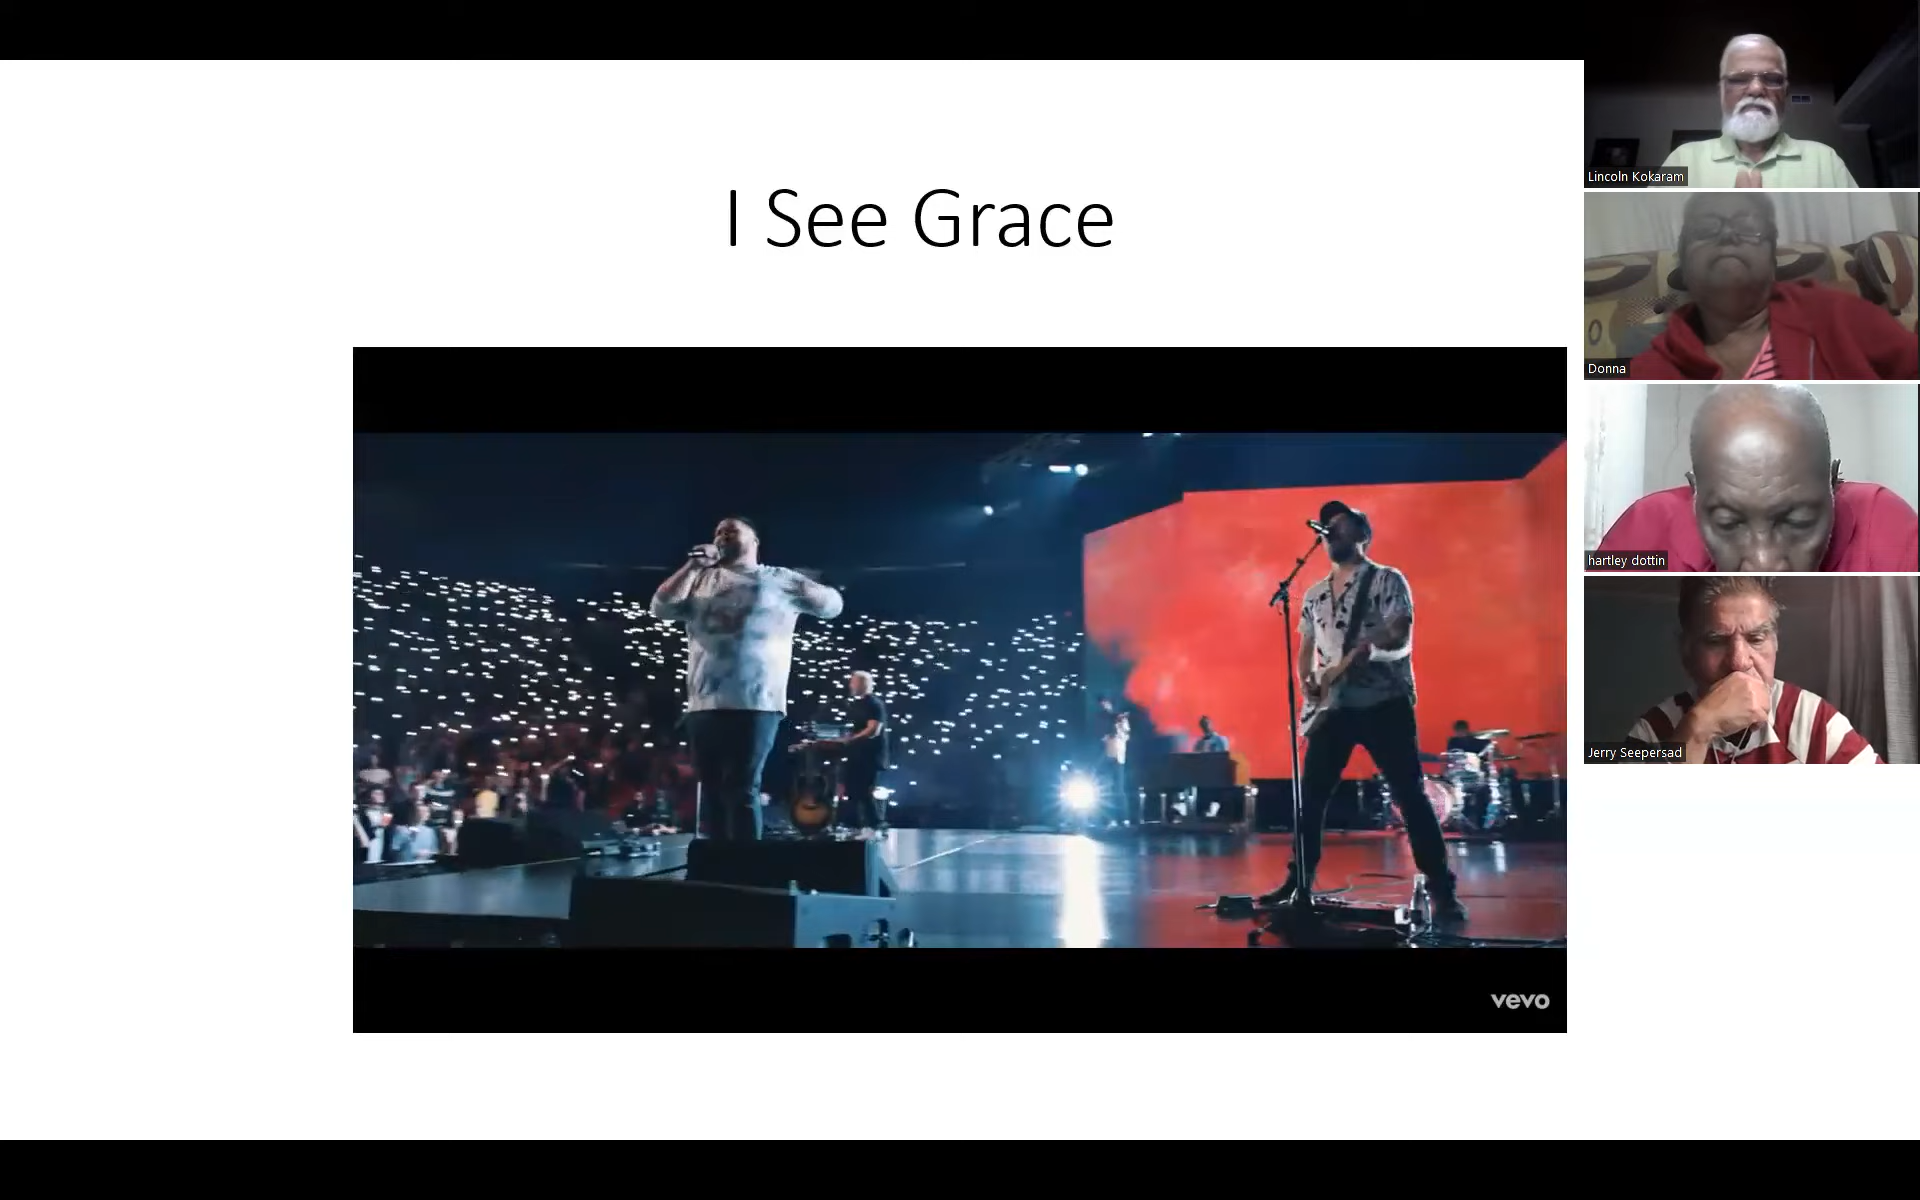 I See Grace
vevo
Lincoln Kokaram
Donna
hartley dottin
Jerry Seepersad